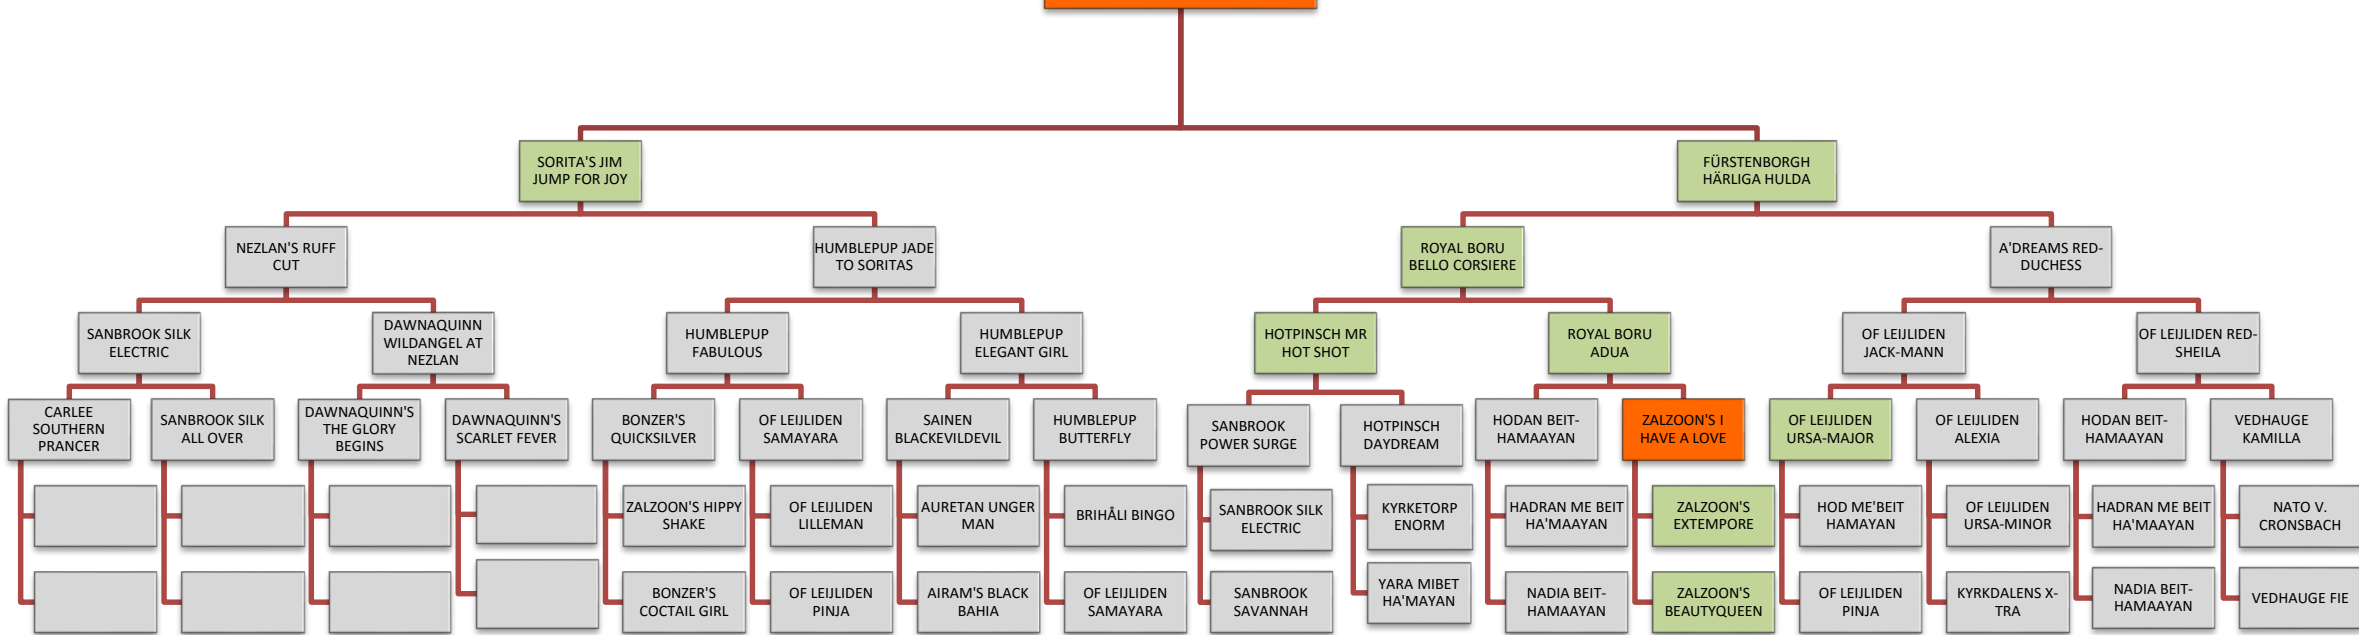 SORITA'S JIM
JUMP FOR JOY
FÜRSTENBORGH
HÄRLIGA HULDA
NEZLAN'S RUFF
CUT
HUMBLEPUP JADE
TO SORITAS
ROYAL BORU
BELLO CORSIERE
A'DREAMS RED-
DUCHESS
SANBROOK SILK
ELECTRIC
DAWNAQUINN
WILDANGEL AT
NEZLAN
HUMBLEPUP
FABULOUS
HUMBLEPUP
ELEGANT GIRL
HOTPINSCH MR
HOT SHOT
ROYAL BORU
ADUA
OF LEIJLIDEN
JACK-MANN
OF LEIJLIDEN RED-
SHEILA
CARLEE
SOUTHERN
PRANCER
SANBROOK SILK
ALL OVER
DAWNAQUINN'S
THE GLORY
BEGINS
DAWNAQUINN'S
SCARLET FEVER
BONZER'S
QUICKSILVER
OF LEIJLIDEN
SAMAYARA
SAINEN
BLACKEVILDEVIL
HUMBLEPUP
BUTTERFLY
SANBROOK
POWER SURGE
HOTPINSCH
DAYDREAM
HODAN BEIT-
HAMAAYAN
ZALZOON'S I
HAVE A LOVE
OF LEIJLIDEN
URSA-MAJOR
OF LEIJLIDEN
ALEXIA
HODAN BEIT-
HAMAAYAN
VEDHAUGE
KAMILLA
ZALZOON'S HIPPY
SHAKE
OF LEIJLIDEN
LILLEMAN
AURETAN UNGER
MAN
BRIHÅLI BINGO
SANBROOK SILK
ELECTRIC
KYRKETORP
ENORM
HADRAN ME BEIT
HA'MAAYAN
ZALZOON'S
EXTEMPORE
HOD ME'BEIT
HAMAYAN
OF LEIJLIDEN
URSA-MINOR
HADRAN ME BEIT
HA'MAAYAN
NATO V.
CRONSBACH
BONZER'S
COCTAIL GIRL
OF LEIJLIDEN
PINJA
AIRAM'S BLACK
BAHIA
OF LEIJLIDEN
SAMAYARA
SANBROOK
SAVANNAH
YARA MIBET
HA'MAYAN
NADIA BEIT-
HAMAAYAN
ZALZOON'S
BEAUTYQUEEN
OF LEIJLIDEN
PINJA
KYRKDALENS X-
TRA
NADIA BEIT-
HAMAAYAN
VEDHAUGE FIE